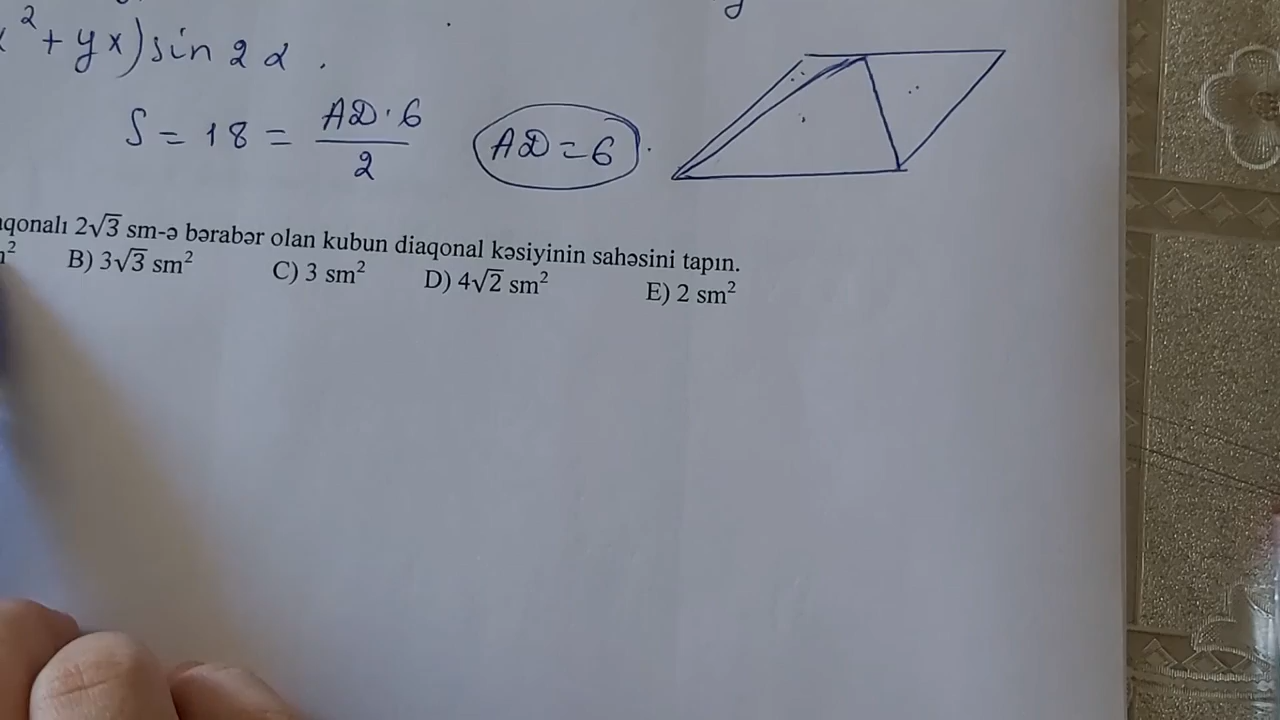 ² + yx) sin 2α.
S = 18 = AD · 6 / 2   AD = 6.
2√3 sm-ə bərabər olan kubun diaqonal kəsiyinin sahəsini tapın.
B) 3√3 sm²   C) 3 sm²   D) 4√2 sm²   E) 2 sm²